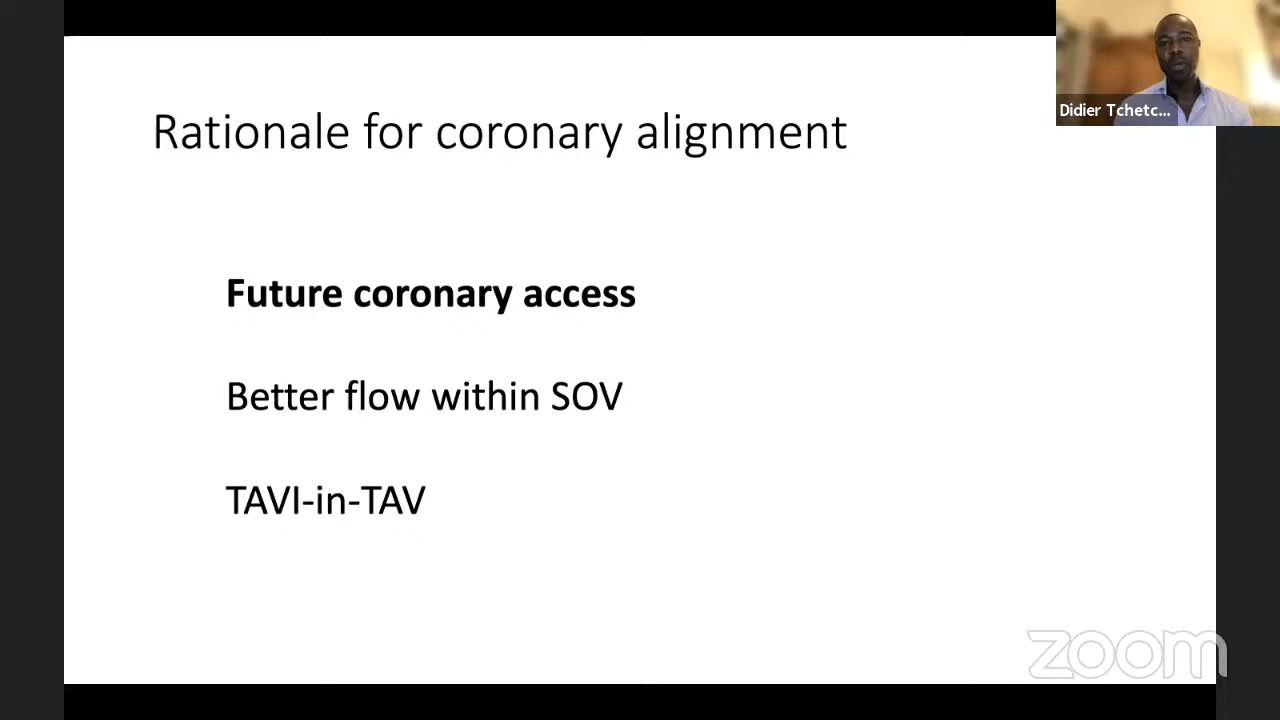 Rationale for coronary alignment
Future coronary access
Better flow within SOV
TAVI-in-TAV
Didier Tchetc...
zoom